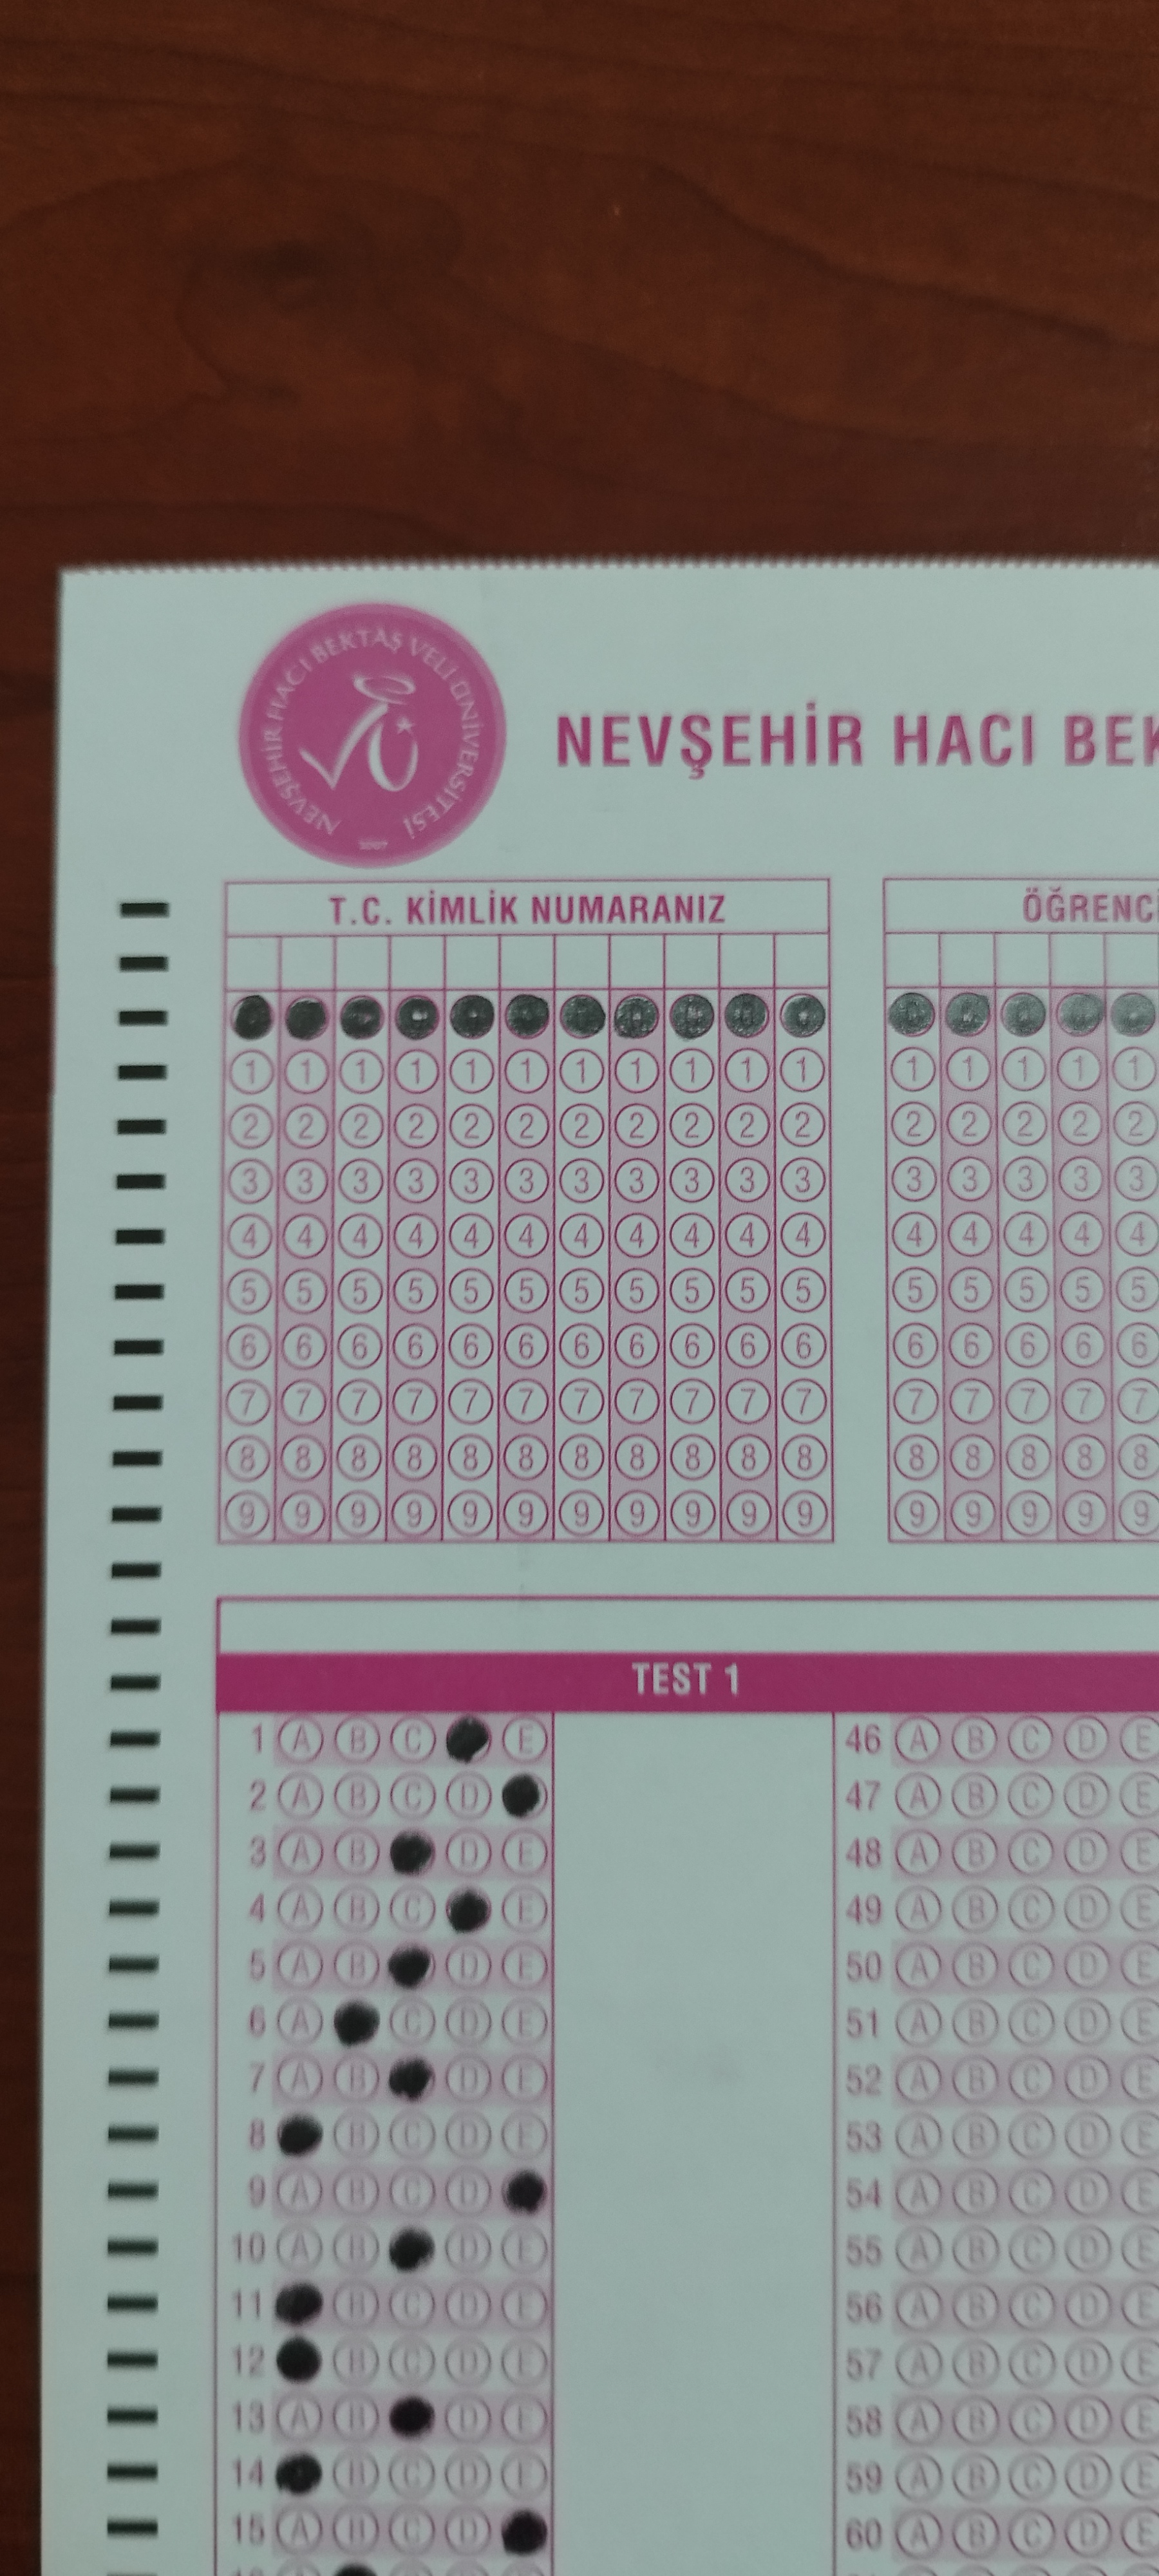 NEVŞEHİR HACI BEKTAŞ VELİ ÜNİVERSİTESİ
2007
NEVŞEHİR HACI
T.C. KİMLİK NUMARANIZ
1 1 1 1 1 1 1 1 1 1 1
2 2 2 2 2 2 2 2 2 2 2
3 3 3 3 3 3 3 3 3 3 3
4 4 4 4 4 4 4 4 4 4 4
5 5 5 5 5 5 5 5 5 5 5
6 6 6 6 6 6 6 6 6 6 6
7 7 7 7 7 7 7 7 7 7 7
8 8 8 8 8 8 8 8 8 8 8
9 9 9 9 9 9 9 9 9 9 9
ÖĞRENCİ
1 1 1 1 1
2 2 2 2 2
3 3 3 3 3
4 4 4 4 4
5 5 5 5 5
6 6 6 6 6
7 7 7 7 7
8 8 8 8 8
9 9 9 9 9
TEST 1
1 A B C E
2 A B C D
3 A B D E
4 A B C E
5 A B D E
6 A C D E
7 A B D E
8 B C D E
9 A B C D
10 A B D E
11 B C D E
12 B C D E
13 A B D E
14 B C D E
15 A B C D
46 A B C D E
47 A B C D E
48 A B C D E
49 A B C D E
50 A B C D E
51 A B C D E
52 A B C D E
53 A B C D E
54 A B C D E
55 A B C D E
56 A B C D E
57 A B C D E
58 A B C D E
59 A B C D E
60 A B C D E